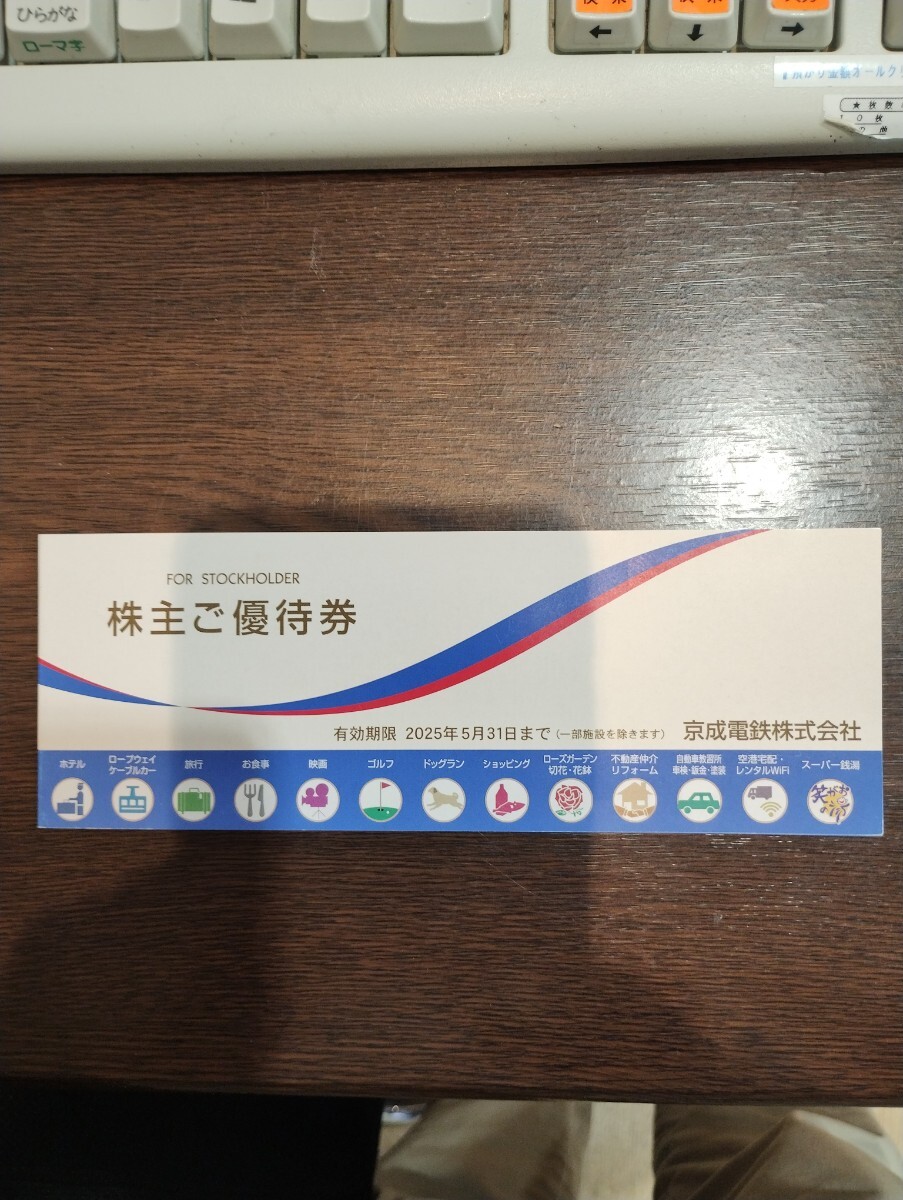 ひらがな
ローマ字
←
↓
→
★枚数
FOR STOCKHOLDER
株主ご優待券
有効期限 2025年5月31日まで(一部施設を除きます) 京成電鉄株式会社
ホテル
ロープウェイ
ケーブルカー
旅行
お食事
映画
ゴルフ
ドッグラン
ショッピング
ローズガーデン
切花・花鉢
不動産仲介
リフォーム
自動車教習所
車検・鈑金・塗装
空港宅配・
レンタルWiFi
スーパー銭湯